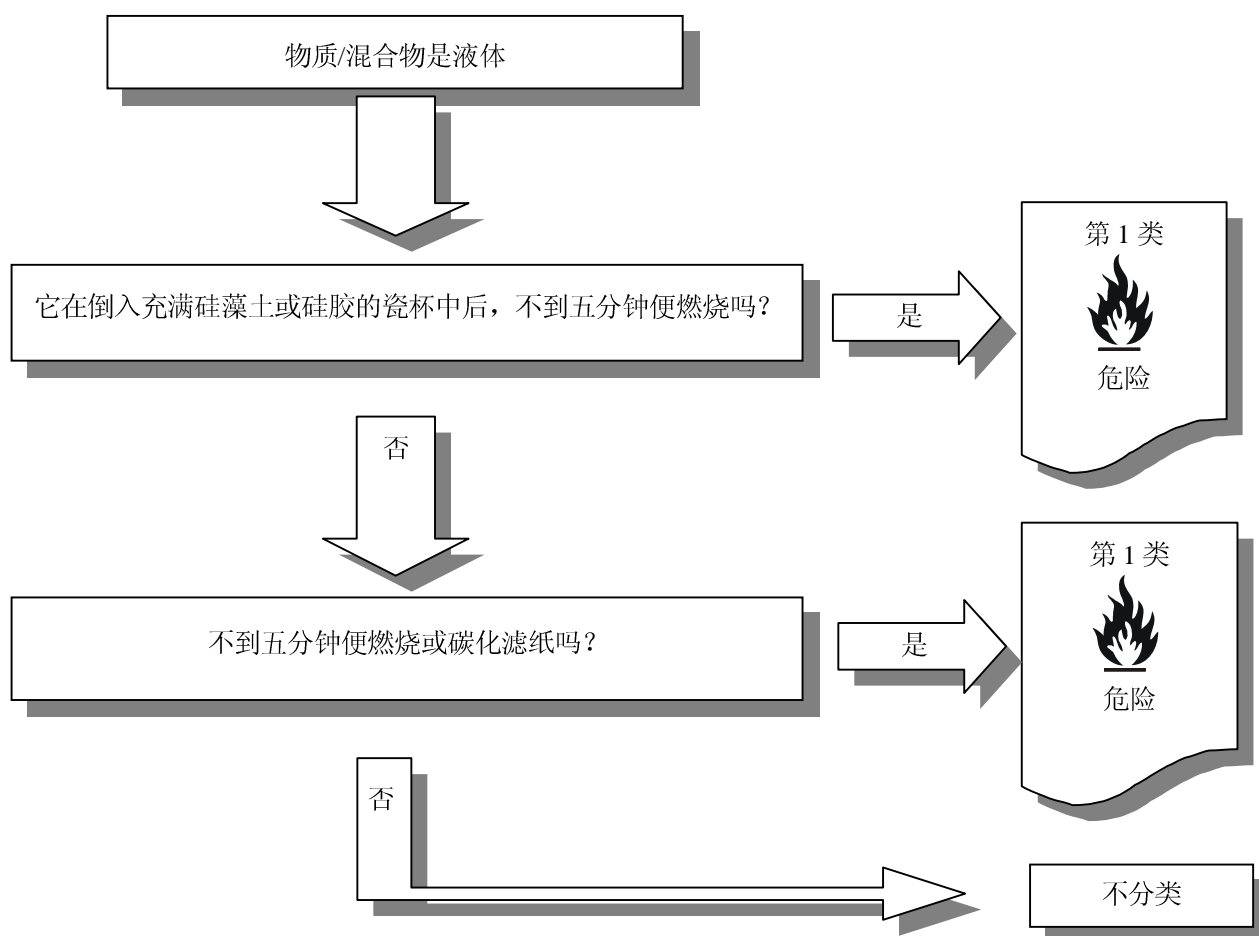 物质/混合物是液体
它在倒入充满硅藻土或硅胶的瓷杯中后，不到五分钟便燃烧吗？
是
第 1 类
危险
否
不到五分钟便燃烧或碳化滤纸吗？
是
第 1 类
危险
否
不分类